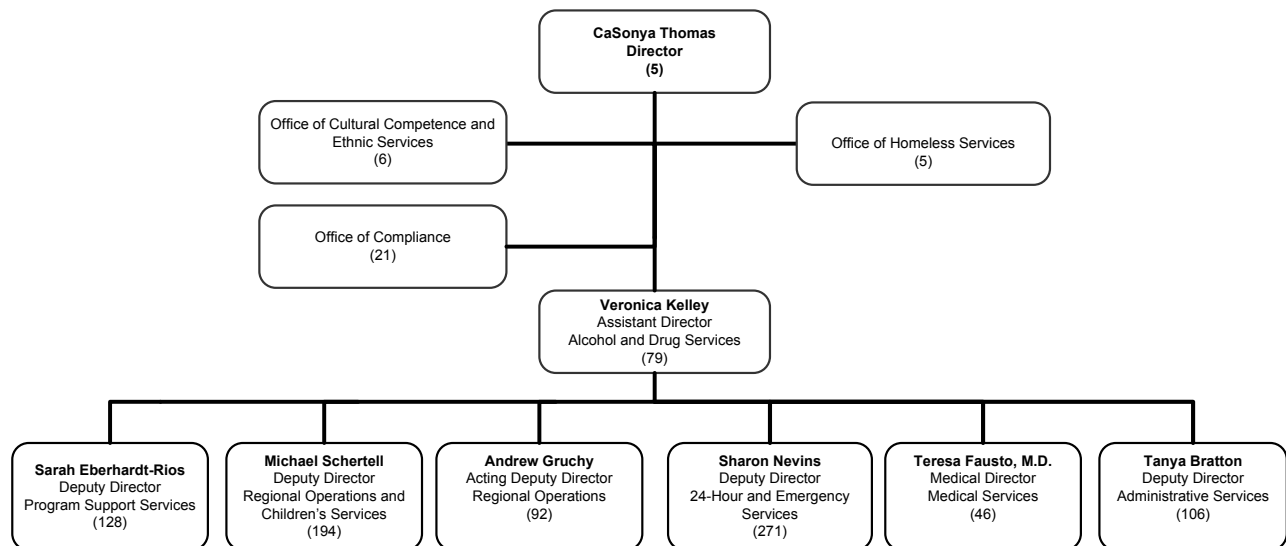 CaSonya Thomas
Director
(5)
Office of Cultural Competence and
Ethnic Services
(6)
Office of Homeless Services
(5)
Office of Compliance
(21)
Veronica Kelley
Assistant Director
Alcohol and Drug Services
(79)
Sarah Eberhardt-Rios
Deputy Director
Program Support Services
(128)
Michael Schertell
Deputy Director
Regional Operations and
Children's Services
(194)
Andrew Gruchy
Acting Deputy Director
Regional Operations
(92)
Sharon Nevins
Deputy Director
24-Hour and Emergency
Services
(271)
Teresa Fausto, M.D.
Medical Director
Medical Services
(46)
Tanya Bratton
Deputy Director
Administrative Services
(106)